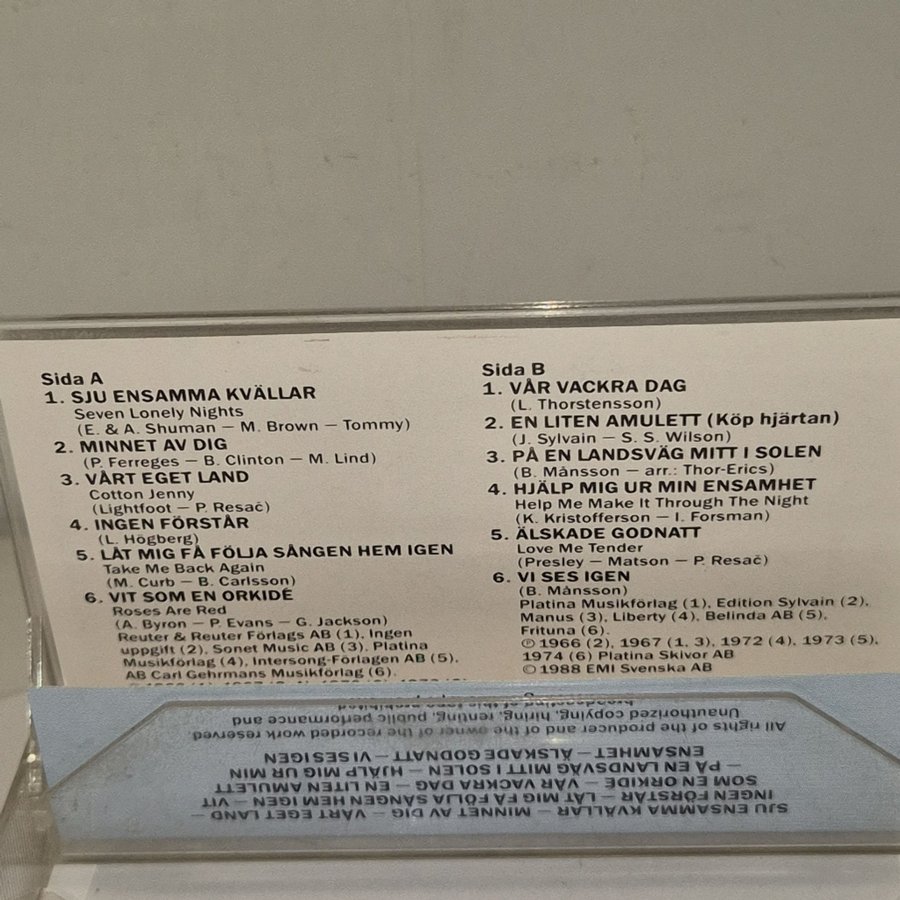 Sida A
1. SJU ENSAMMA KVÄLLAR
Seven Lonely Nights
(E. & A. Shuman – M. Brown – Tommy)
2. MINNET AV DIG
(P. Ferreges – B. Clinton – M. Lind)
3. VÅRT EGET LAND
Cotton Jenny
(Lightfoot – P. Resać)
4. INGEN FÖRSTÅR
(L. Högberg)
5. LÅT MIG FÅ FÖLJA SÅNGEN HEM IGEN
Take Me Back Again
(M. Curb – B. Carlsson)
6. VIT SOM EN ORKIDÉ
Roses Are Red
(A. Byron – P. Evans – G. Jackson)
Reuter & Reuter Förlags AB (1), Ingen
uppgift (2), Sonet Music AB (3), Platina
Musikförlag (4), Intersong-Förlagen AB (5),
AB Carl Gehrmans Musikförlag (6).
Sida B
1. VÅR VACKRA DAG
(L. Thorstensson)
2. EN LITEN AMULETT (Köp hjärtan)
(J. Sylvain – S. S. Wilson)
3. PÅ EN LANDSVÄG MITT I SOLEN
(B. Månsson – arr.: Thor-Erics)
4. HJÄLP MIG UR MIN ENSAMHET
Help Me Make It Through The Night
(K. Kristofferson – I. Forsman)
5. ÄLSKADE GODNATT
Love Me Tender
(Presley – Matson – P. Resać)
6. VI SES IGEN
(B. Månsson)
Platina Musikförlag (1), Edition Sylvain (2),
Manus (3), Liberty (4), Belinda AB (5),
Frituna (6).
℗ 1966 (2), 1967 (1, 3), 1972 (4), 1973 (5),
1974 (6) Platina Skivor AB
© 1988 EMI Svenska AB
SJU ENSAMMA KVÄLLAR – MINNET AV DIG – VÅRT EGET LAND –
INGEN FÖRSTÅR – LÅT MIG FÅ FÖLJA SÅNGEN HEM IGEN – VIT
SOM EN ORKIDÉ – VÅR VACKRA DAG – EN LITEN AMULETT
– PÅ EN LANDSVÄG MITT I SOLEN – HJÄLP MIG UR MIN
ENSAMHET – ÄLSKADE GODNATT – VI SES IGEN
All rights of the producer and of the owner of the recorded work reserved.
Unauthorized copying, hiring, renting, public performance and
broadcasting of this tape prohibited